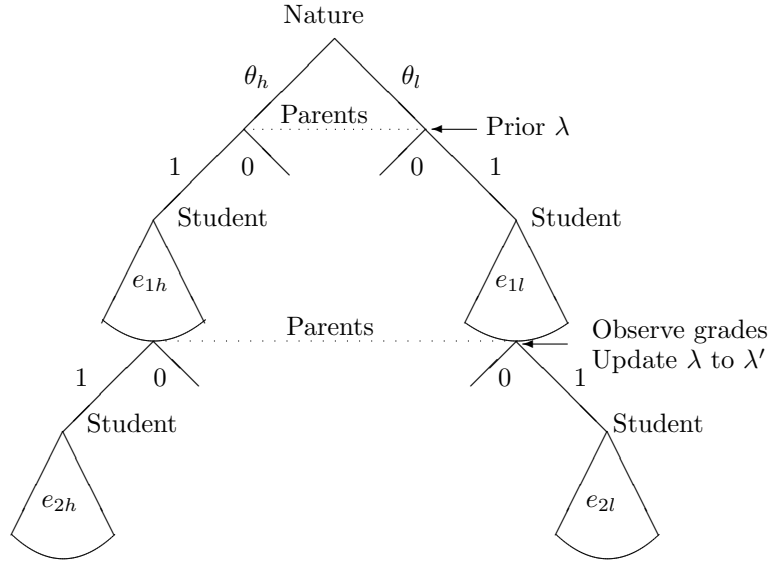 Nature
θh θl
Parents
Prior λ
1 0 0 1
Student Student
e1h e1l
Parents
Observe grades
Update λ to λ′
1 0 0 1
Student Student
e2h e2l